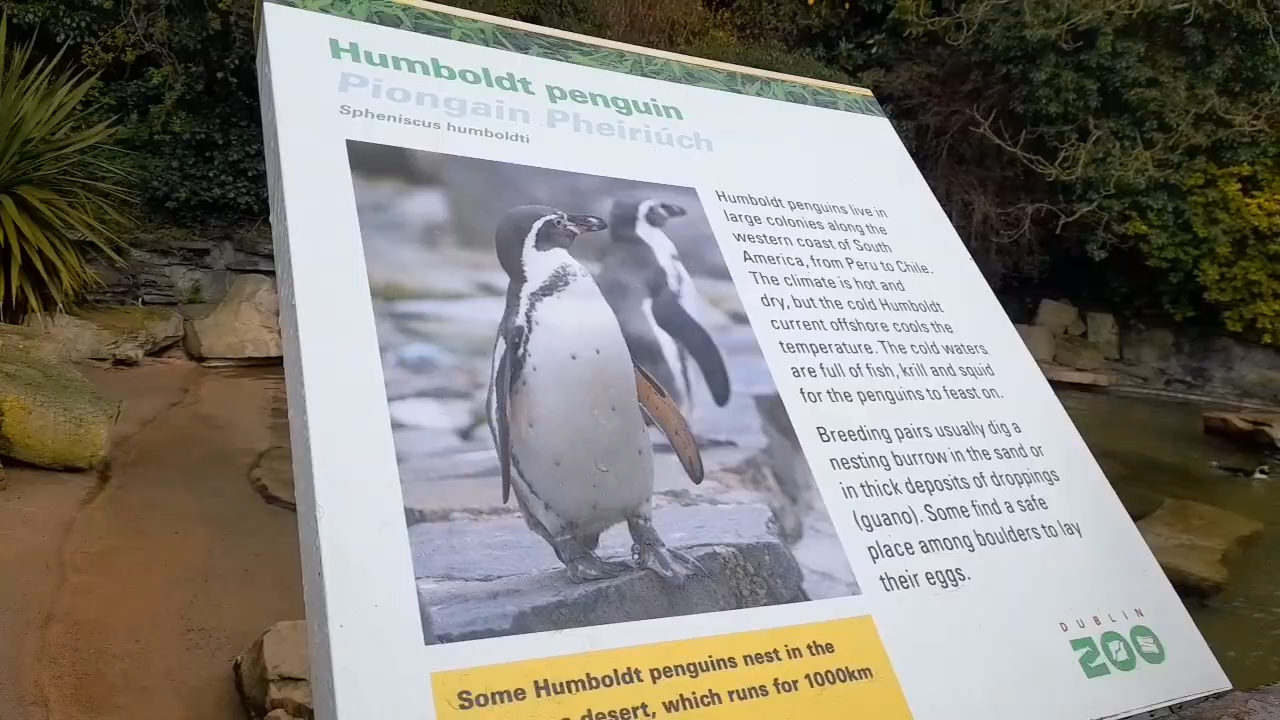 Humboldt penguin
Piongain Pheiriúch
Spheniscus humboldti
Humboldt penguins live in
large colonies along the
western coast of South
America, from Peru to Chile.
The climate is hot and
dry, but the cold Humboldt
current offshore cools the
temperature. The cold waters
are full of fish, krill and squid
for the penguins to feast on.
Breeding pairs usually dig a
nesting burrow in the sand or
in thick deposits of droppings
(guano). Some find a safe
place among boulders to lay
their eggs.
Some Humboldt penguins nest in the
desert, which runs for 1000km
DUBLIN
ZOO